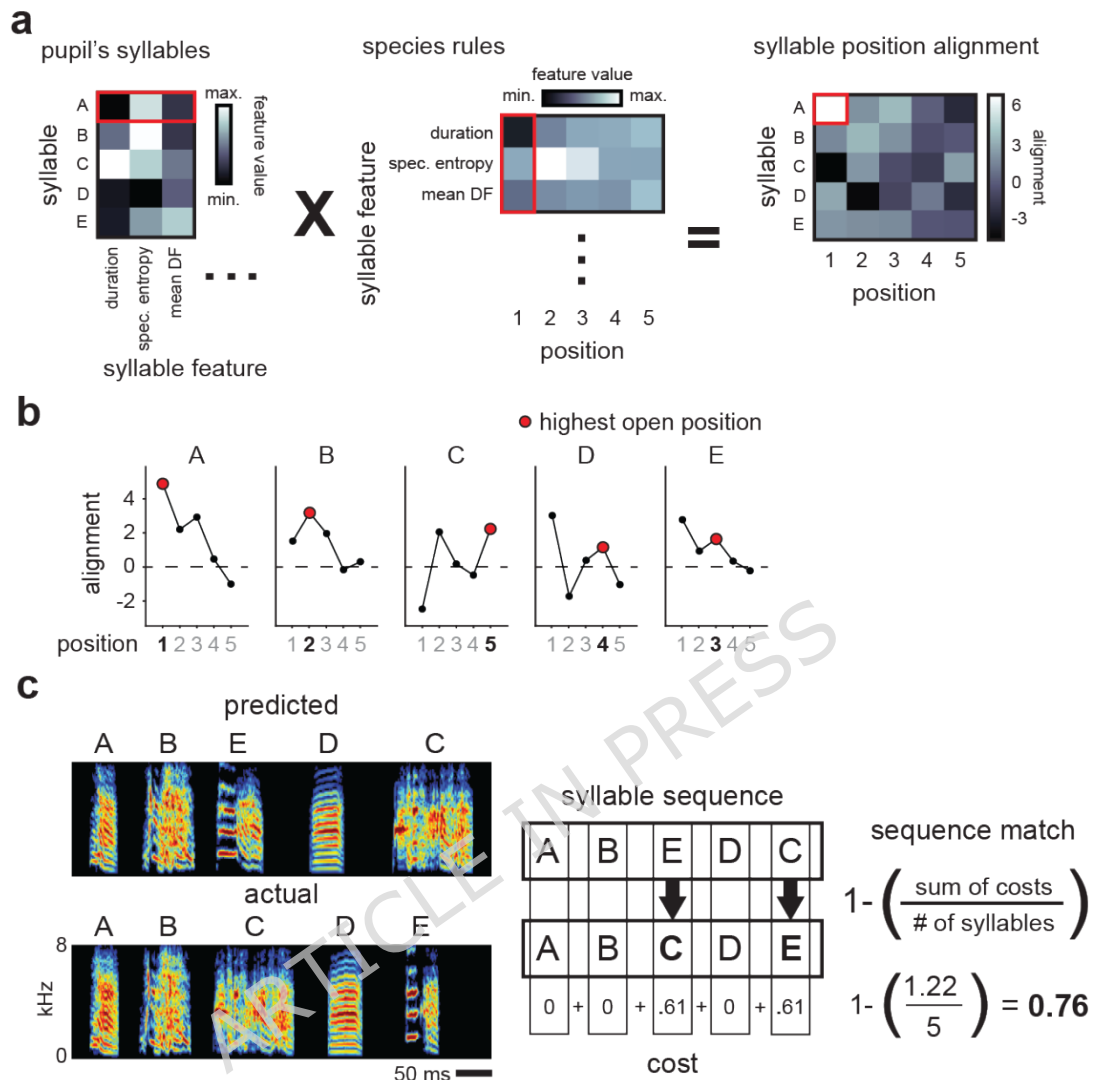 a
pupil's syllables
species rules
syllable position alignment
syllable
A
B
C
D
E
max.
min.
feature value
duration
spec. entropy
mean DF
syllable feature
X
feature value
min.
max.
syllable feature
duration
spec. entropy
mean DF
1 2 3 4 5
position
=
syllable
A
B
C
D
E
6
3
0
-3
alignment
1 2 3 4 5
position
b
highest open position
A B C D E
alignment
4
2
0
-2
position 1 2 3 4 5 1 2 3 4 5 1 2 3 4 5 1 2 3 4 5 1 2 3 4 5
c
predicted
A B E D C
actual
A B C D E
8
kHz
0
50 ms
syllable sequence
A B E D C
A B C D E
0 + 0 + .61 + 0 + .61
cost
sequence match
1- ( sum of costs
# of syllables )
1- ( 1.22
5 ) = 0.76
ARTICLE IN PRESS